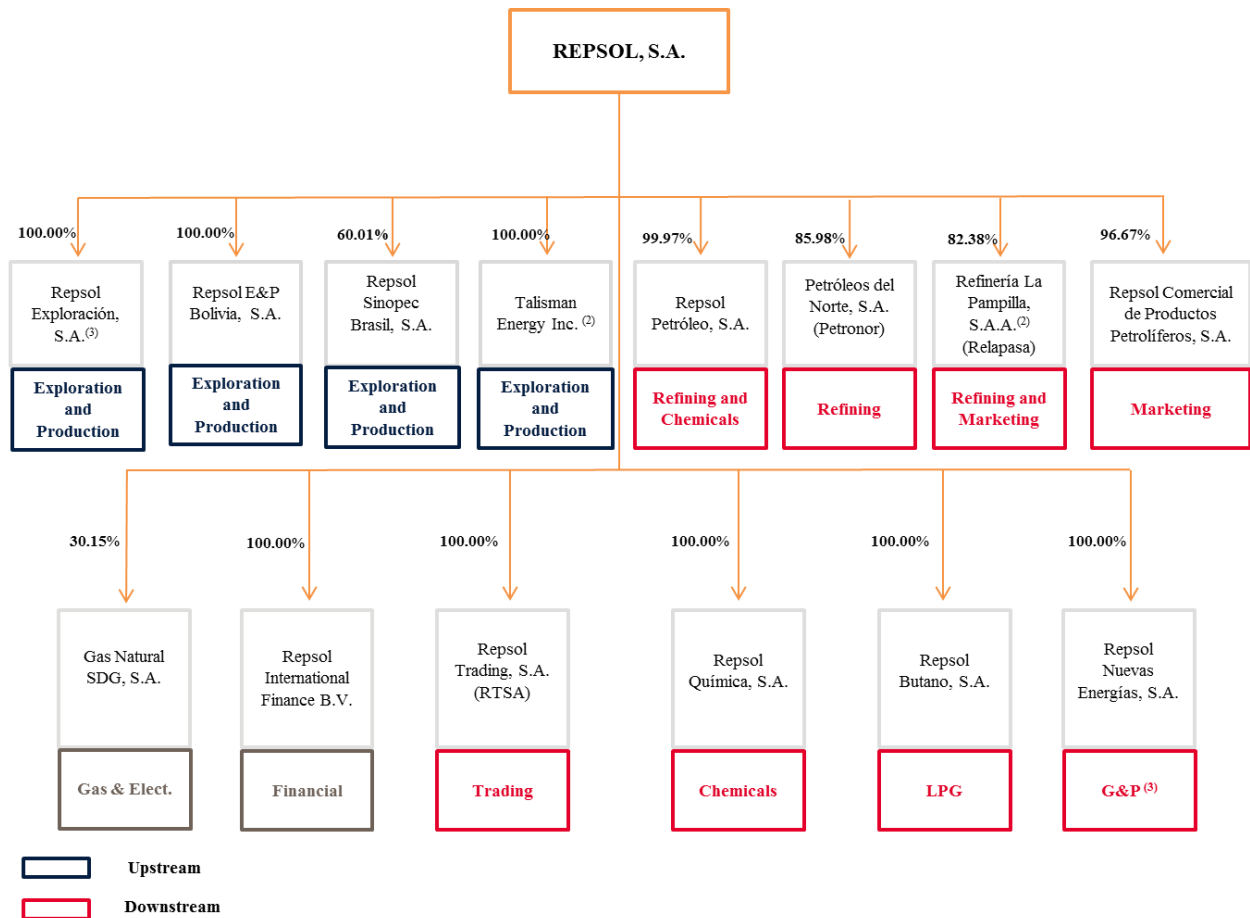 REPSOL, S.A.
100.00%
100.00%
60.01%
100.00%
99.97%
85.98%
82.38%
96.67%
Repsol
Exploración,
S.A.(3)
Repsol E&P
Bolivia, S.A.
Repsol
Sinopec
Brasil, S.A.
Talisman
Energy Inc. (2)
Repsol
Petróleo, S.A.
Petróleos del
Norte, S.A.
(Petronor)
Refinería La
Pampilla,
S.A.A.(2)
(Relapasa)
Repsol Comercial
de Productos
Petrolíferos, S.A.
Exploration
and
Production
Exploration
and
Production
Exploration
and
Production
Exploration
and
Production
Refining and
Chemicals
Refining
Refining and
Marketing
Marketing
30.15%
100.00%
100.00%
100.00%
100.00%
100.00%
Gas Natural
SDG, S.A.
Repsol
International
Finance B.V.
Repsol
Trading, S.A.
(RTSA)
Repsol
Química, S.A.
Repsol
Butano, S.A.
Repsol
Nuevas
Energías, S.A.
Gas & Elect.
Financial
Trading
Chemicals
LPG
G&P (3)
Upstream
Downstream